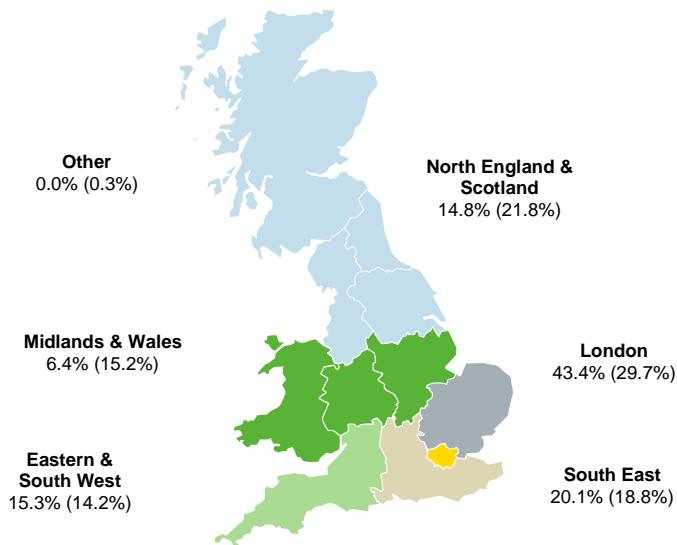 Other
0.0% (0.3%)
North England &
Scotland
14.8% (21.8%)
Midlands & Wales
6.4% (15.2%)
London
43.4% (29.7%)
Eastern &
South West
15.3% (14.2%)
South East
20.1% (18.8%)